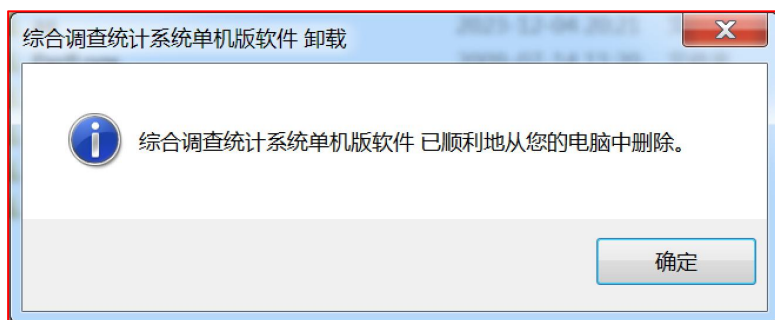 综合调查统计系统单机版软件 卸载
综合调查统计系统单机版软件 已顺利地从您的电脑中删除。
确定